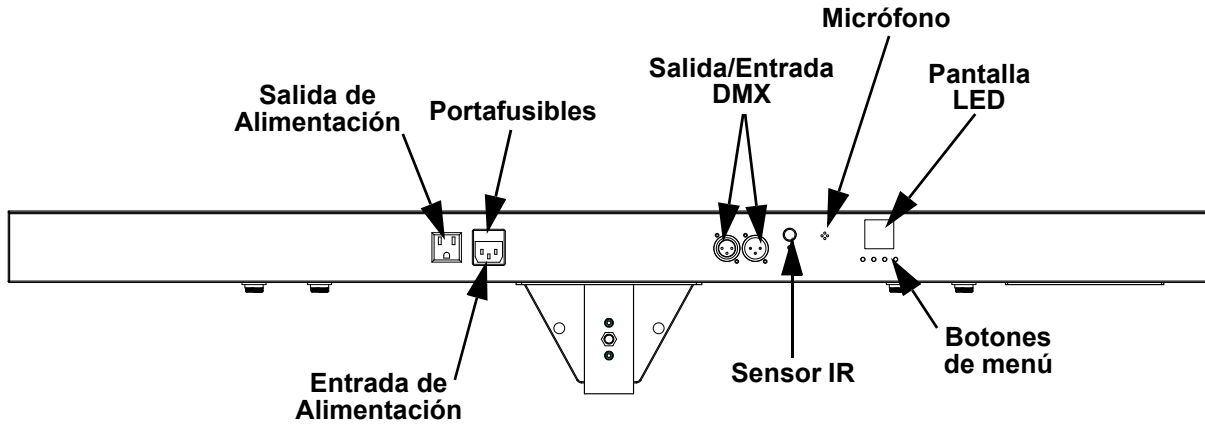 Micrófono
Salida/Entrada
DMX
Pantalla
LED
Salida de
Alimentación
Portafusibles
Entrada de
Alimentación
Sensor IR
Botones
de menú